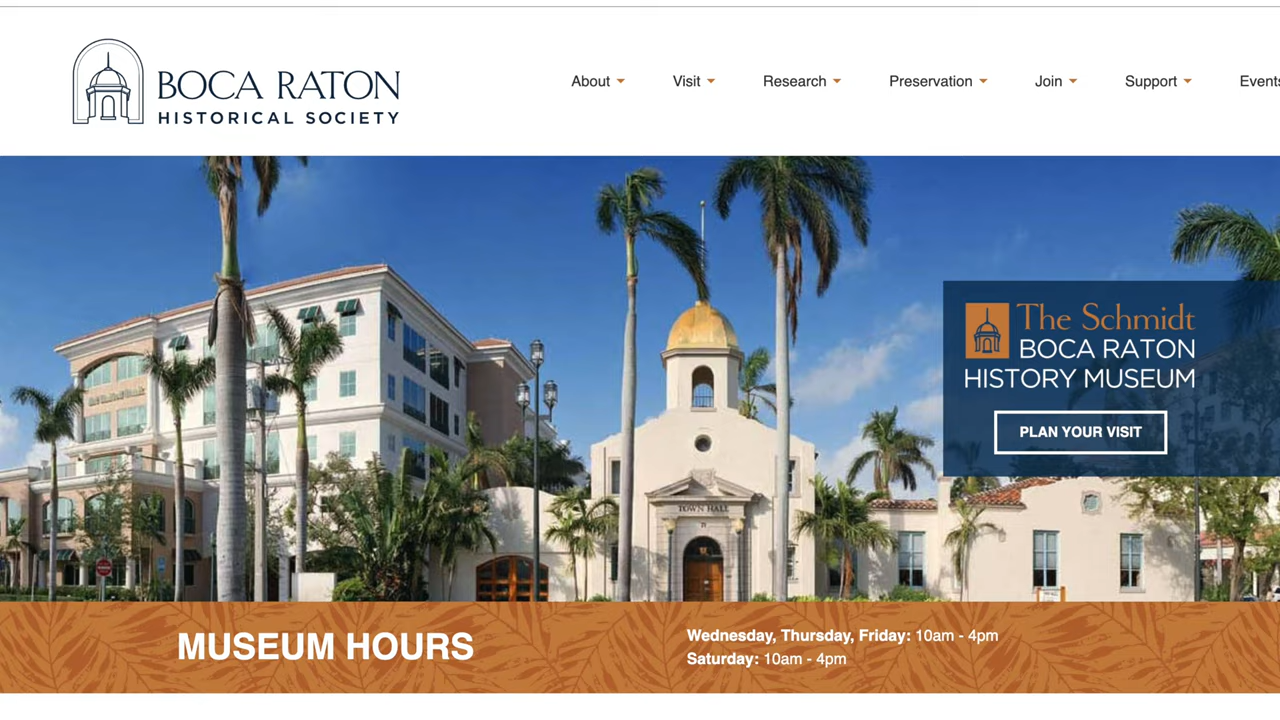 BOCA RATON
HISTORICAL SOCIETY
About
Visit
Research
Preservation
Join
Support
Events
The Schmidt
BOCA RATON
HISTORY MUSEUM
PLAN YOUR VISIT
TOWN HALL
71
MUSEUM HOURS
Wednesday, Thursday, Friday: 10am - 4pm
Saturday: 10am - 4pm